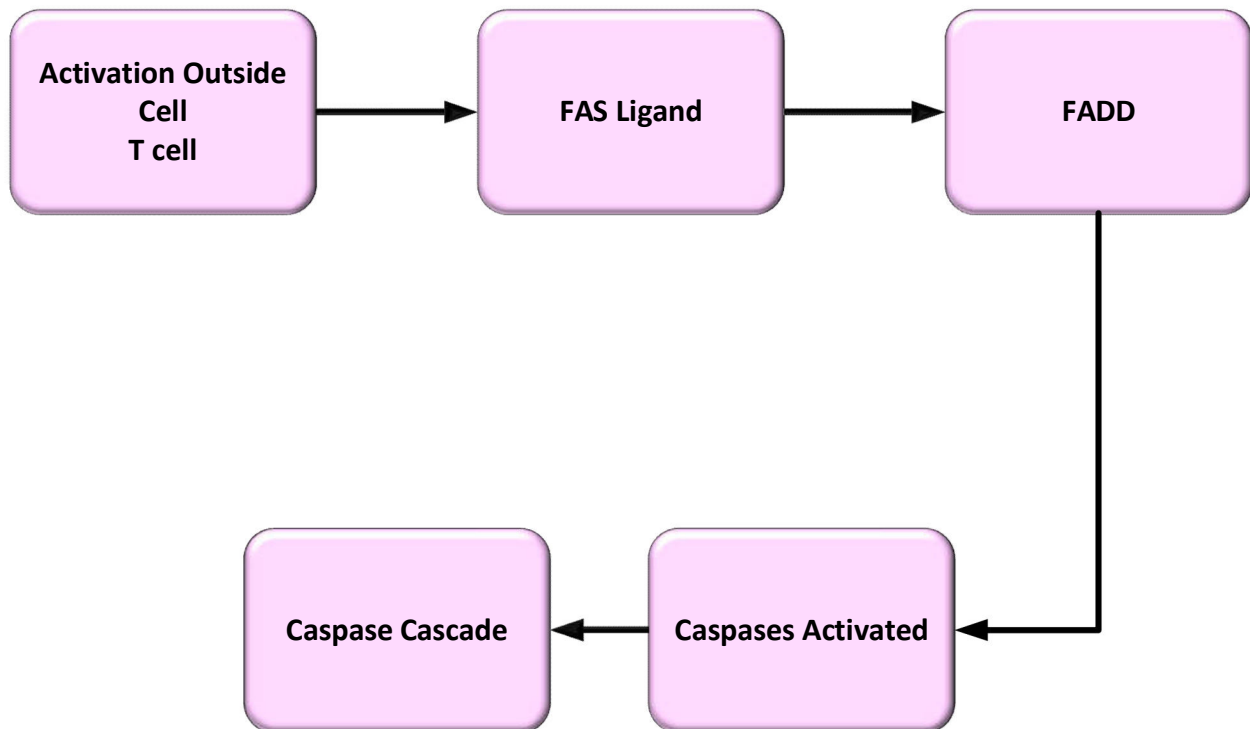 Activation Outside
Cell
T cell
FAS Ligand
FADD
Caspase Cascade
Caspases Activated